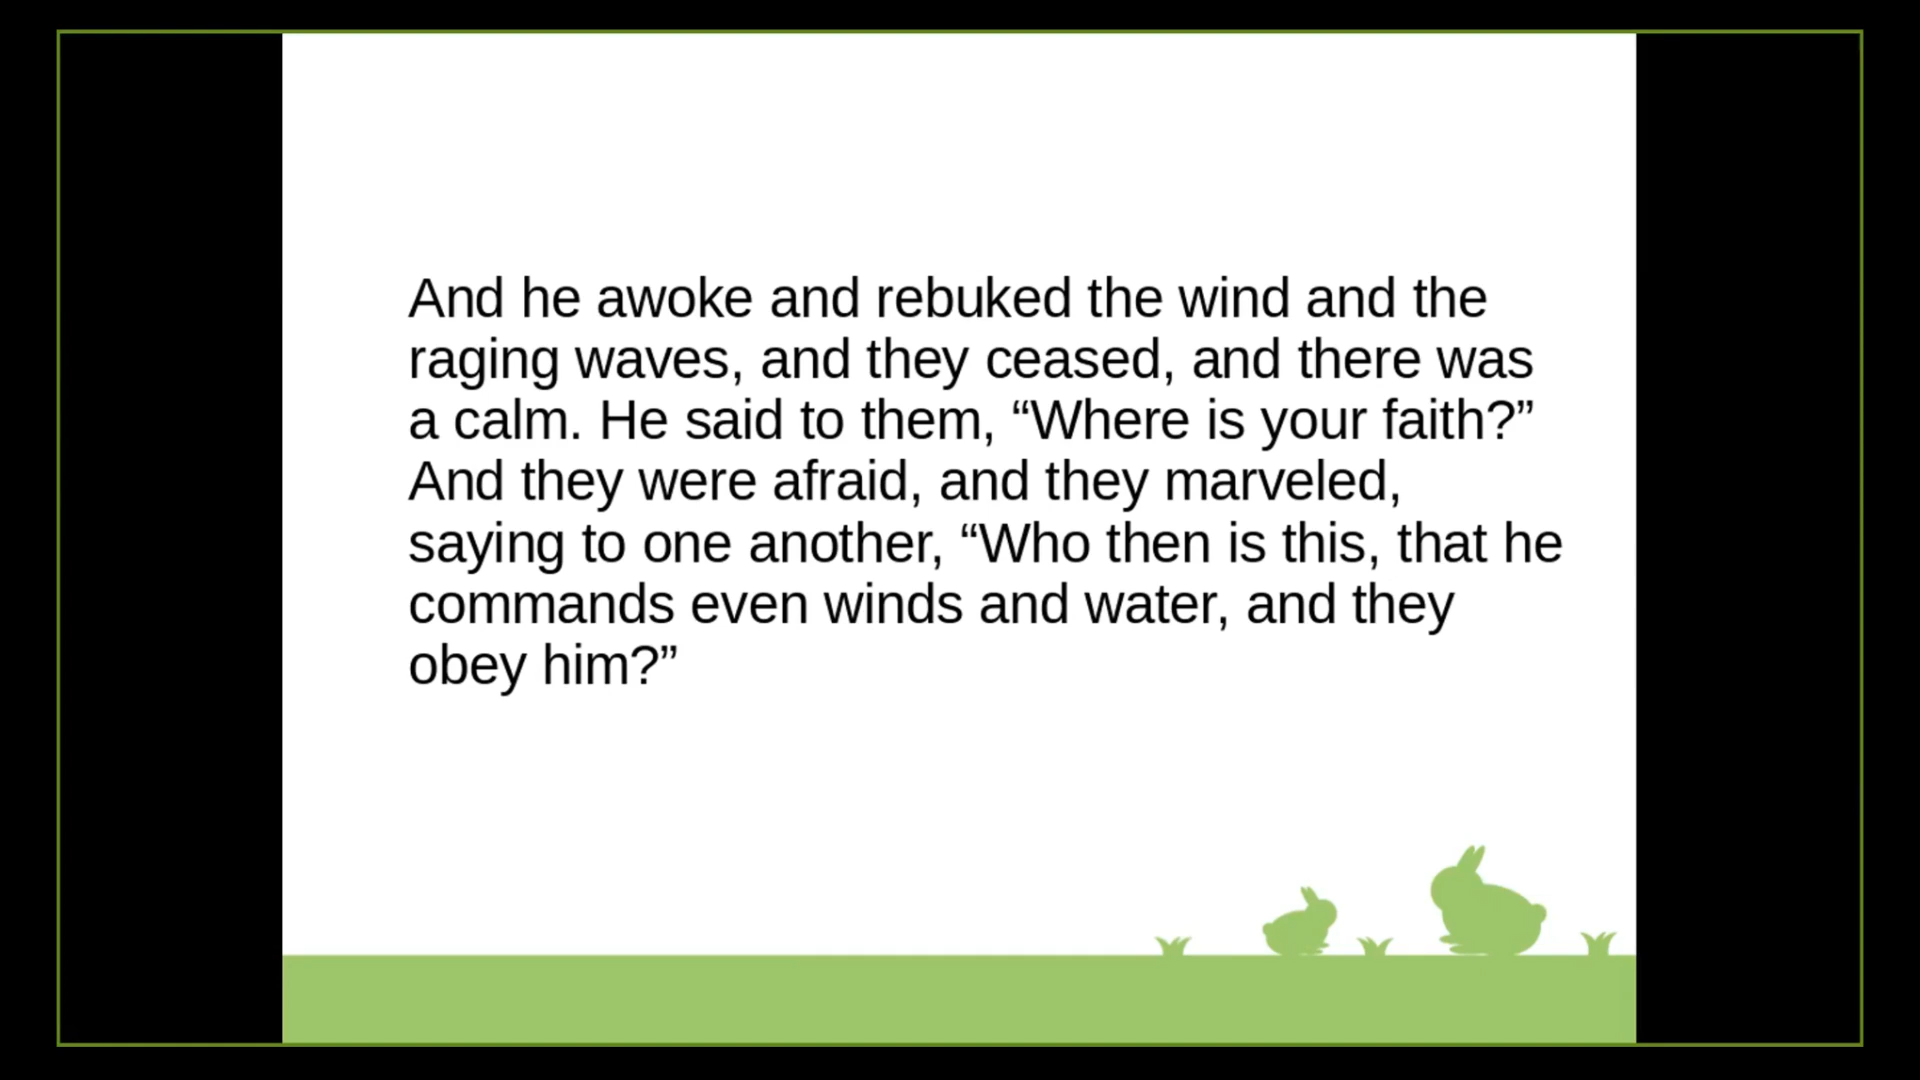 And he awoke and rebuked the wind and the
raging waves, and they ceased, and there was
a calm. He said to them, “Where is your faith?”
And they were afraid, and they marveled,
saying to one another, “Who then is this, that he
commands even winds and water, and they
obey him?”